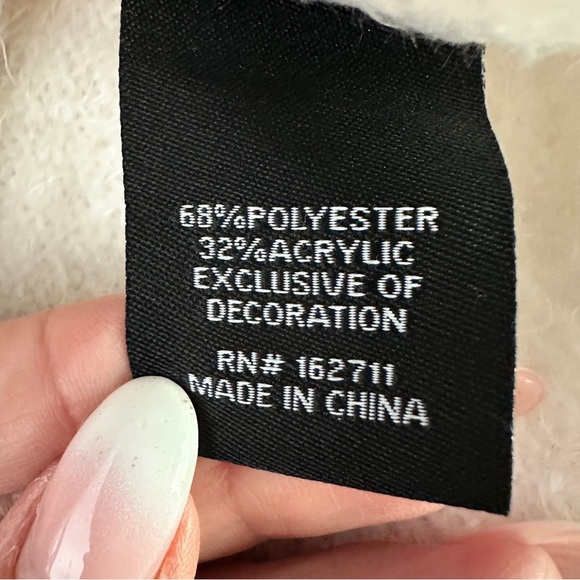 68%POLYESTER
32%ACRYLIC
EXCLUSIVE OF
DECORATION
RN# 162711
MADE IN CHINA